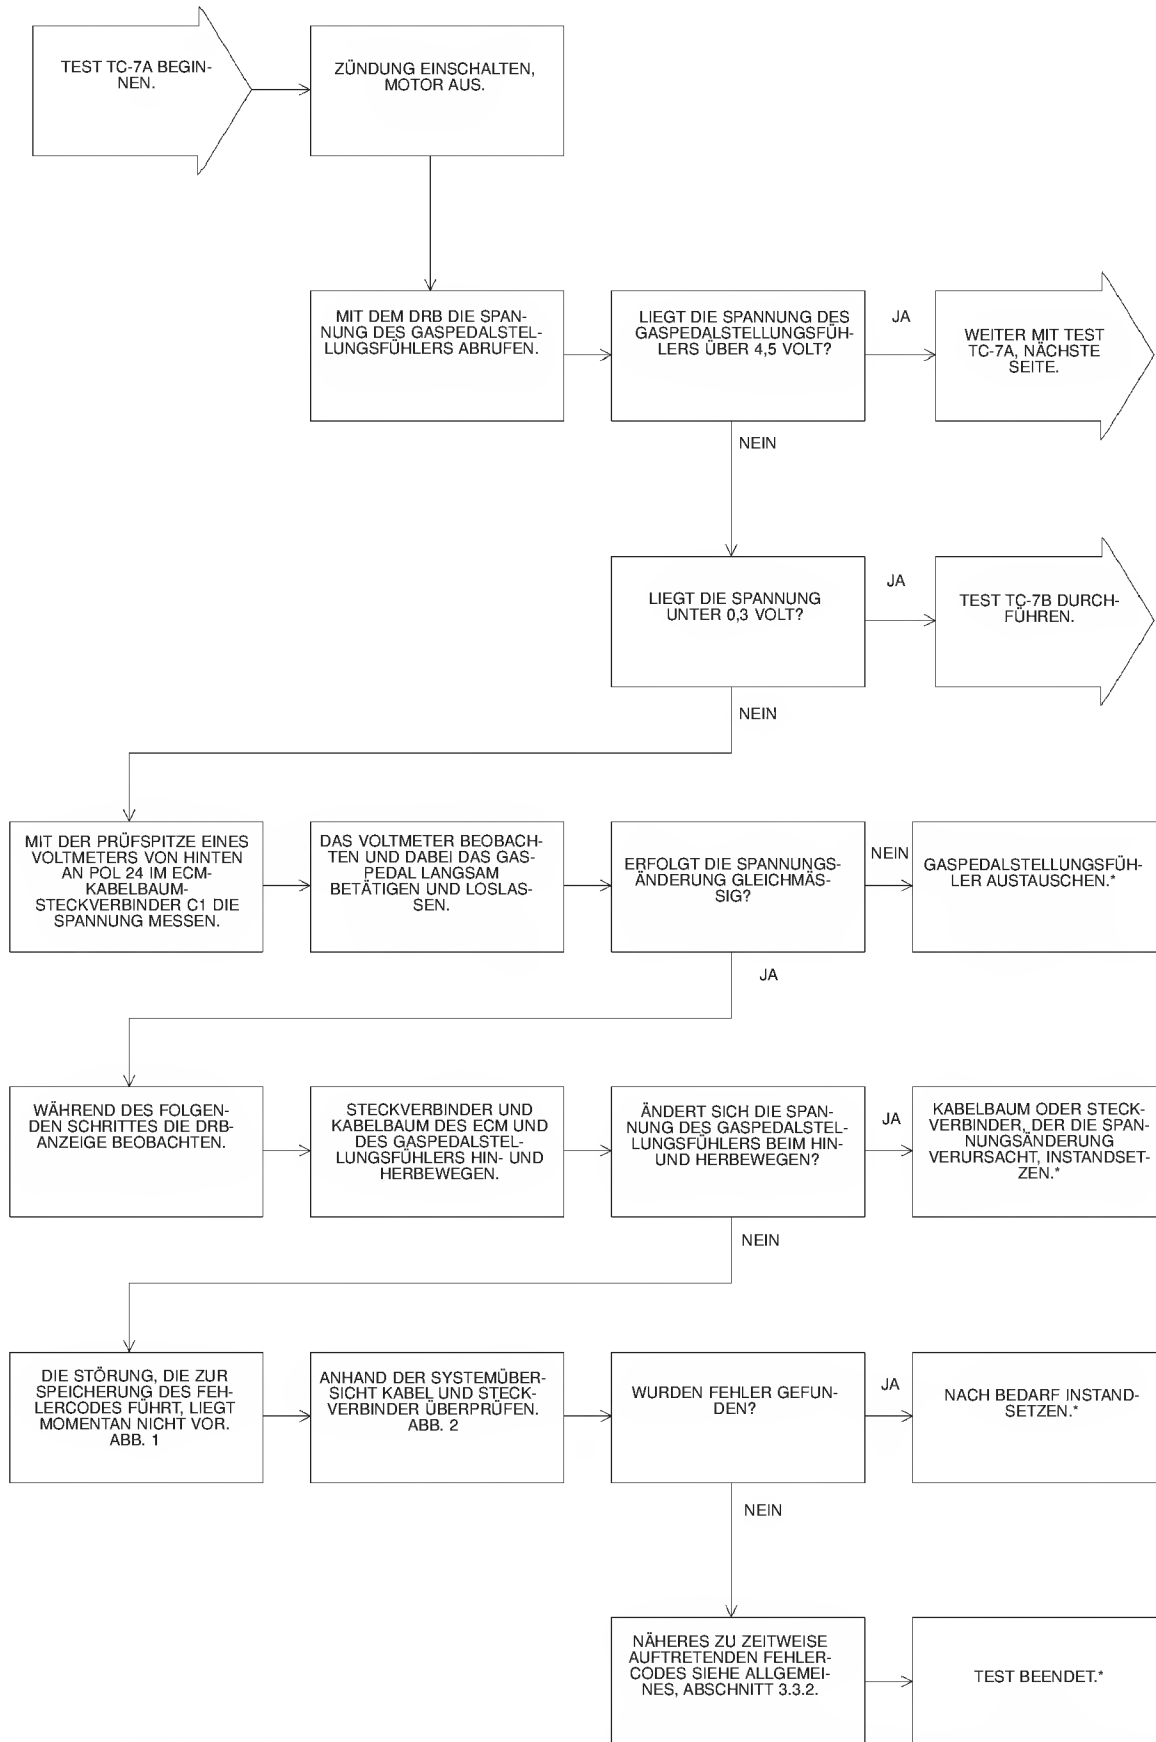 TEST TC-7A BEGIN-
NEN.
ZÜNDUNG EINSCHALTEN,
MOTOR AUS.
MIT DEM DRB DIE SPAN-
NUNG DES GASPEDALSTEL-
LUNGSFÜHLERS ABRUFEN.
LIEGT DIE SPANNUNG DES
GASPEDALSTELLUNGSFÜH-
LERS ÜBER 4,5 VOLT?
JA
WEITER MIT TEST
TC-7A, NÄCHSTE
SEITE.
NEIN
LIEGT DIE SPANNUNG
UNTER 0,3 VOLT?
JA
TEST TC-7B DURCH-
FÜHREN.
NEIN
MIT DER PRÜFSPITZE EINES
VOLTMETERS VON HINTEN
AN POL 24 IM ECM-
KABELBAUM-
STECKVERBINDER C1 DIE
SPANNUNG MESSEN.
DAS VOLTMETER BEOBACH-
TEN UND DABEI DAS GAS-
PEDAL LANGSAM
BETÄTIGEN UND LOSLAS-
SEN.
ERFOLGT DIE SPANNUNGS-
ÄNDERUNG GLEICHMÄS-
SIG?
NEIN
GASPEDALSTELLUNGSFÜH-
LER AUSTAUSCHEN.*
JA
WÄHREND DES FOLGEN-
DEN SCHRITTES DIE DRB-
ANZEIGE BEOBACHTEN.
STECKVERBINDER UND
KABELBAUM DES ECM UND
DES GASPEDALSTEL-
LUNGSFÜHLERS HIN- UND
HERBEWEGEN.
ÄNDERT SICH DIE SPAN-
NUNG DES GASPEDALSTEL-
LUNGSFÜHLERS BEIM HIN-
UND HERBEWEGEN?
JA
KABELBAUM ODER STECK-
VERBINDER, DER DIE SPAN-
NUNGSÄNDERUNG
VERURSACHT, INSTANDSET-
ZEN.*
NEIN
DIE STÖRUNG, DIE ZUR
SPEICHERUNG DES FEH-
LERCODES FÜHRT, LIEGT
MOMENTAN NICHT VOR.
ABB. 1
ANHAND DER SYSTEMÜBER-
SICHT KABEL UND STECK-
VERBINDER ÜBERPRÜFEN.
ABB. 2
WURDEN FEHLER GEFUN-
DEN?
JA
NACH BEDARF INSTAND-
SETZEN.*
NEIN
NÄHERES ZU ZEITWEISE
AUFTRETENDEN FEHLER-
CODES SIEHE ALLGEMEI-
NES, ABSCHNITT 3.3.2.
TEST BEENDET.*